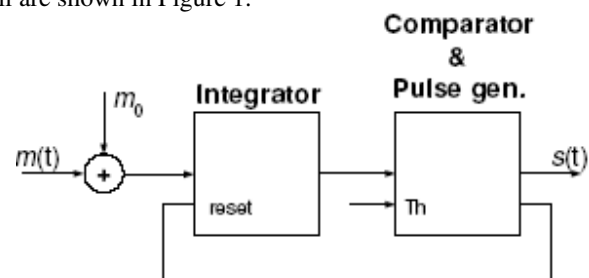 are shown in Figure 1.
Comparator
&
Pulse gen.
Integrator
m0
m(t)
+
s(t)
reset
Th